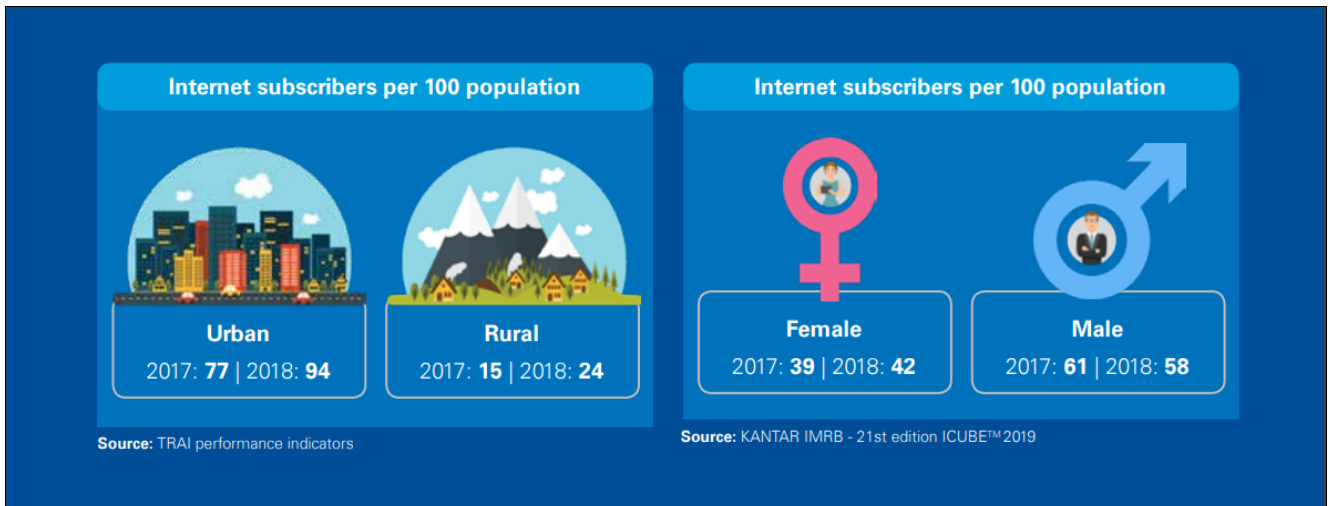 Internet subscribers per 100 population
Urban
2017: 77 | 2018: 94
Rural
2017: 15 | 2018: 24
Source: TRAI performance indicators
Internet subscribers per 100 population
Female
2017: 39 | 2018: 42
Male
2017: 61 | 2018: 58
Source: KANTAR IMRB - 21st edition ICUBE™ 2019